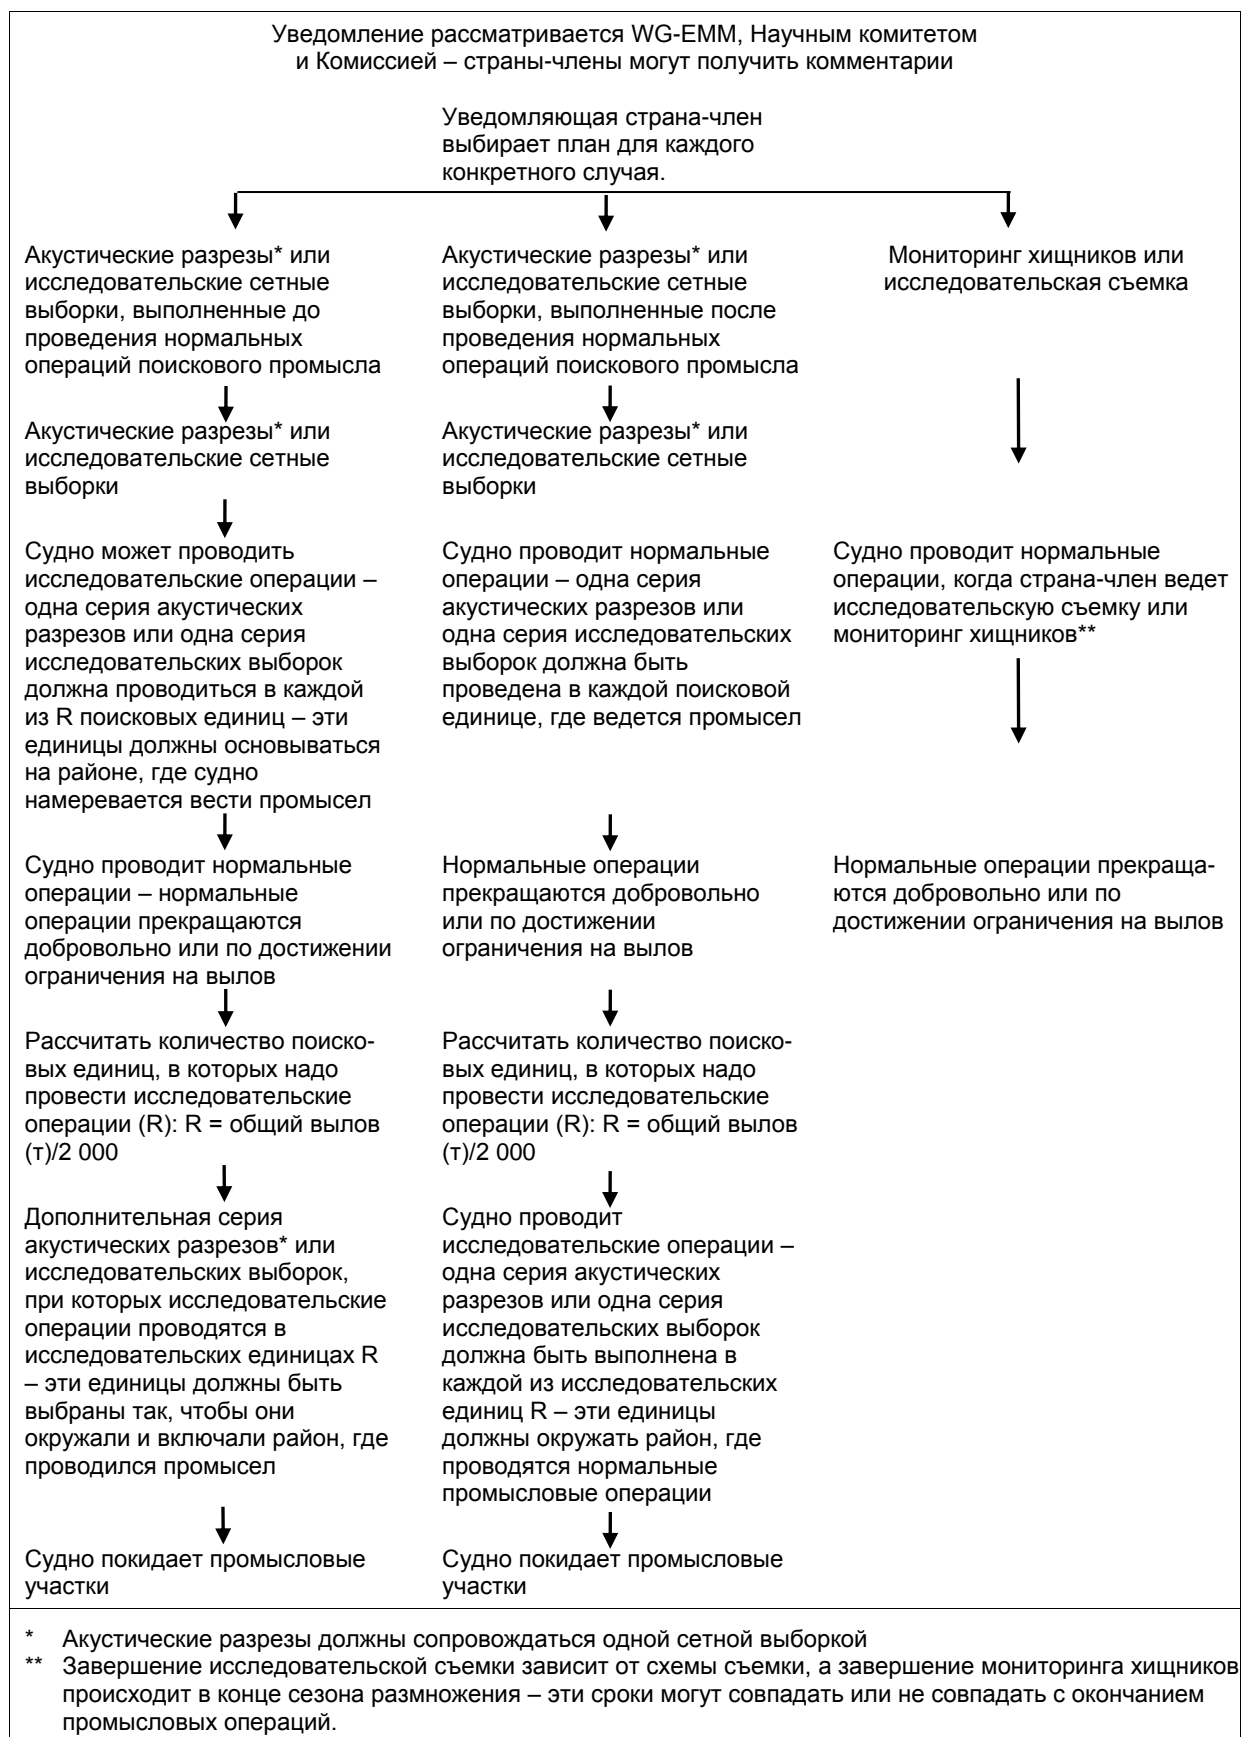 Уведомление рассматривается WG-EMM, Научным комитетом
и Комиссией – страны-члены могут получить комментарии
Уведомляющая страна-член
выбирает план для каждого
конкретного случая.
Акустические разрезы* или
исследовательские сетные
выборки, выполненные до
проведения нормальных
операций поискового промысла
Акустические разрезы* или
исследовательские сетные
выборки, выполненные после
проведения нормальных
операций поискового промысла
Мониторинг хищников или
исследовательская съемка
Акустические разрезы* или
исследовательские сетные
выборки
Акустические разрезы* или
исследовательские сетные
выборки
Судно может проводить
исследовательские операции –
одна серия акустических
разрезов или одна серия
исследовательских выборок
должна проводиться в каждой
из R поисковых единиц – эти
единицы должны основываться
на районе, где судно
намеревается вести промысел
Судно проводит нормальные
операции – одна серия
акустических разрезов или
одна серия исследовательских
выборок должна быть
проведена в каждой поисковой
единице, где ведется промысел
Судно проводит нормальные
операции, когда страна-член ведет
исследовательскую съемку или
мониторинг хищников**
Судно проводит нормальные
операции – нормальные
операции прекращаются
добровольно или по достижении
ограничения на вылов
Нормальные операции
прекращаются добровольно
или по достижении
ограничения на вылов
Нормальные операции прекраща-
ются добровольно или по
достижении ограничения на вылов
Рассчитать количество поиско-
вых единиц, в которых надо
провести исследовательские
операции (R): R = общий вылов
(т)/2 000
Рассчитать количество поиско-
вых единиц, в которых надо
провести исследовательские
операции (R): R = общий вылов
(т)/2 000
Дополнительная серия
акустических разрезов* или
исследовательских выборок,
при которых исследовательские
операции проводятся в
исследовательских единицах R
– эти единицы должны быть
выбраны так, чтобы они
окружали и включали район, где
проводился промысел
Судно проводит
исследовательские операции –
одна серия акустических
разрезов или одна серия
исследовательских выборок
должна быть выполнена в
каждой из исследовательских
единиц R – эти единицы
должны окружать район, где
проводятся нормальные
промысловые операции
Судно покидает промысловые
участки
Судно покидает промысловые
участки
* Акустические разрезы должны сопровождаться одной сетной выборкой
** Завершение исследовательской съемки зависит от схемы съемки, а завершение мониторинга хищников
происходит в конце сезона размножения – эти сроки могут совпадать или не совпадать с окончанием
промысловых операций.